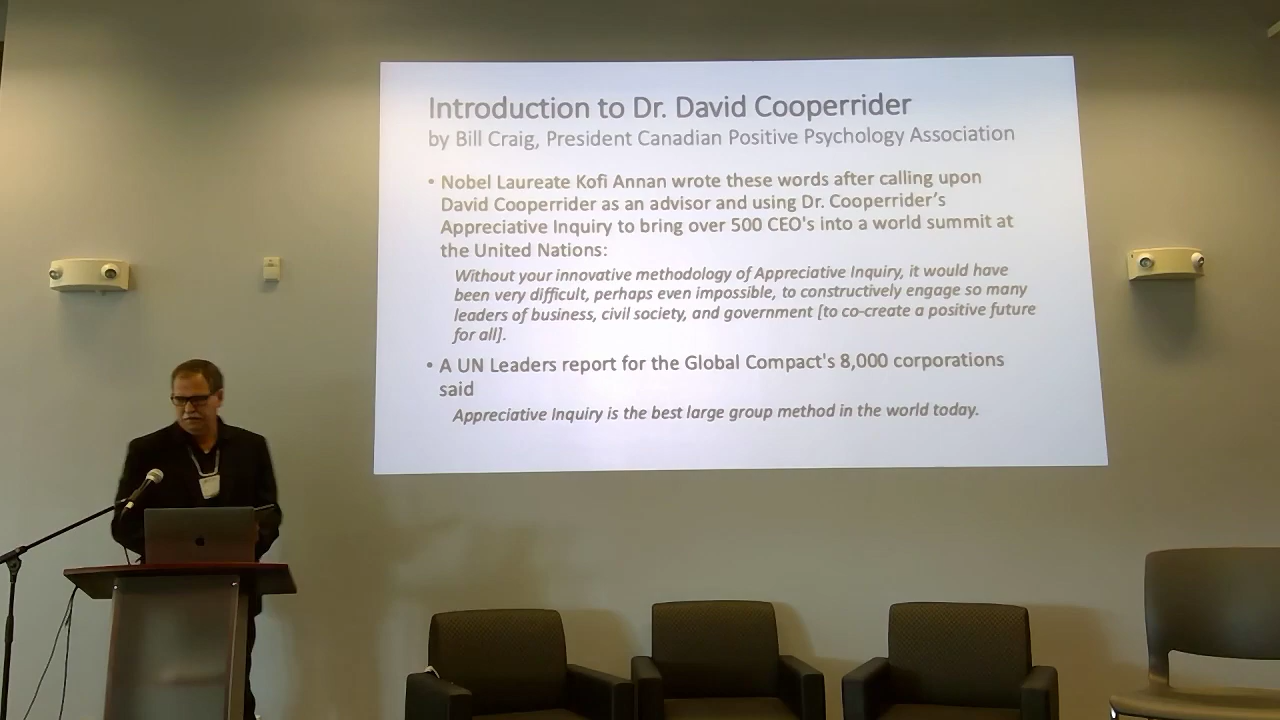 Introduction to Dr. David Cooperrider
by Bill Craig, President Canadian Positive Psychology Association
• Nobel Laureate Kofi Annan wrote these words after calling upon
David Cooperrider as an advisor and using Dr. Cooperrider's
Appreciative Inquiry to bring over 500 CEO's into a world summit at
the United Nations:
Without your innovative methodology of Appreciative Inquiry, it would have
been very difficult, perhaps even impossible, to constructively engage so many
leaders of business, civil society, and government [to co-create a positive future
for all].
• A UN Leaders report for the Global Compact's 8,000 corporations
said
Appreciative Inquiry is the best large group method in the world today.